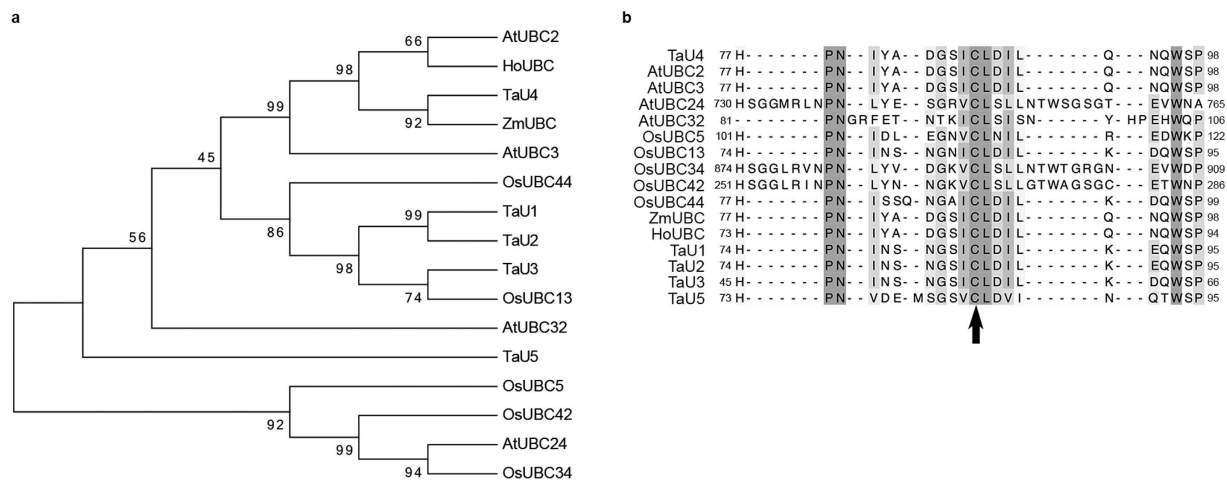 a
AtUBC2
66
HoUBC
98
TaU4
99
92
ZmUBC
45
AtUBC3
OsUBC44
86
99
TaU1
TaU2
56
98
TaU3
74
OsUBC13
AtUBC32
TaU5
OsUBC5
92
OsUBC42
99
AtUBC24
94
OsUBC34
b
TaU4 77 H-------PN--IYA--DGSICLDIL-------Q---NQWSP 98
AtUBC2 77 H-------PN--IYA--DGSICLDIL-------Q---NQWSP 98
AtUBC3 77 H-------PN--IYA--DGSICLDIL-------Q---NQWSP 98
AtUBC24 730 HSGGMRLNPN--LYE--SGRVCLSLLNTWSGSGT---EVWNA 765
AtUBC32 81 --------PNGRFET--NTKICLSISN------Y-HPEHWQP 106
OsUBC5 101 H-------PN--IDL--EGNVCLNIL-------R---EDWKP 122
OsUBC13 74 H-------PN--INS--NGNICLDIL-------K---DQWSP 95
OsUBC34 874 HSGGLRVNPN--LYV--DGKVCLSLLNTWTGRGN---EVWDP 909
OsUBC42 251 HSGGLRINPN--LYN--NGKVCLSLLGTWAGSGC---ETWNP 286
OsUBC44 77 H-------PN--ISSQ-NGAICLDIL-------K---DQWSP 99
ZmUBC 77 H-------PN--IYA--DGSICLDIL-------Q---NQWSP 98
HoUBC 73 H-------PN--IYA--DGSICLDIL-------Q---NQWSP 94
TaU1 74 H-------PN--INS--NGSICLDIL-------K---EQWSP 95
TaU2 74 H-------PN--INS--NGSICLDIL-------K---EQWSP 95
TaU3 45 H-------PN--INS--NGSICLDIL-------K---DQWSP 66
TaU5 73 H-------PN--VDE-MSGSVCLDVI-------N---QTWSP 95